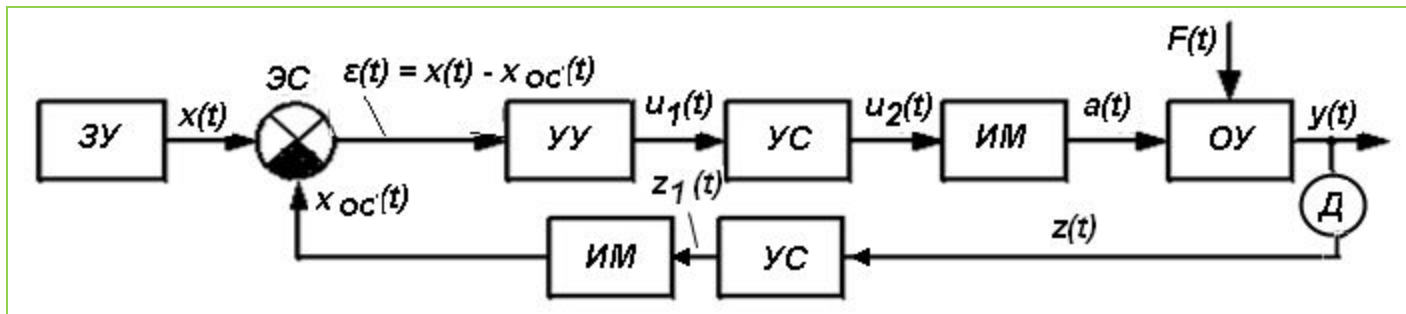 F(t)
ЭС
ε(t) = x(t) - x ос(t)
ЗУ
x(t)
УУ
u1(t)
УС
u2(t)
ИМ
a(t)
ОУ
y(t)
x ос(t)
z1 (t)
ИМ
УС
z(t)
Д